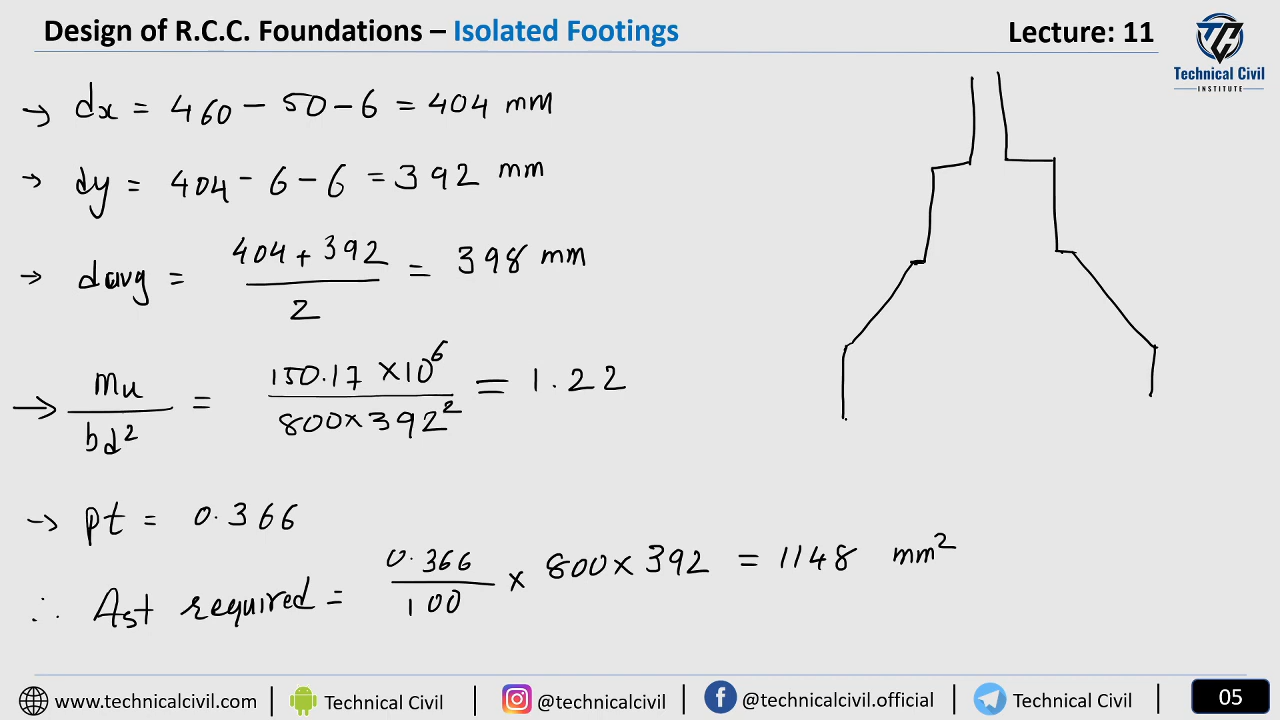 Design of R.C.C. Foundations – Isolated Footings
Lecture: 11
Technical Civil
INSTITUTE
→ dx = 460 - 50 - 6 = 404 mm
→ dy = 404 - 6 - 6 = 392 mm
→ davg = 404 + 392 / 2 = 398 mm
→ Mu / bd² = 150.17 × 10⁶ / 800 × 392² = 1.22
→ pt = 0.366
∴ Ast required = 0.366 / 100 × 800 × 392 = 1148 mm²
www.technicalcivil.com | Technical Civil | @technicalcivil | @technicalcivil.official | Technical Civil | 05